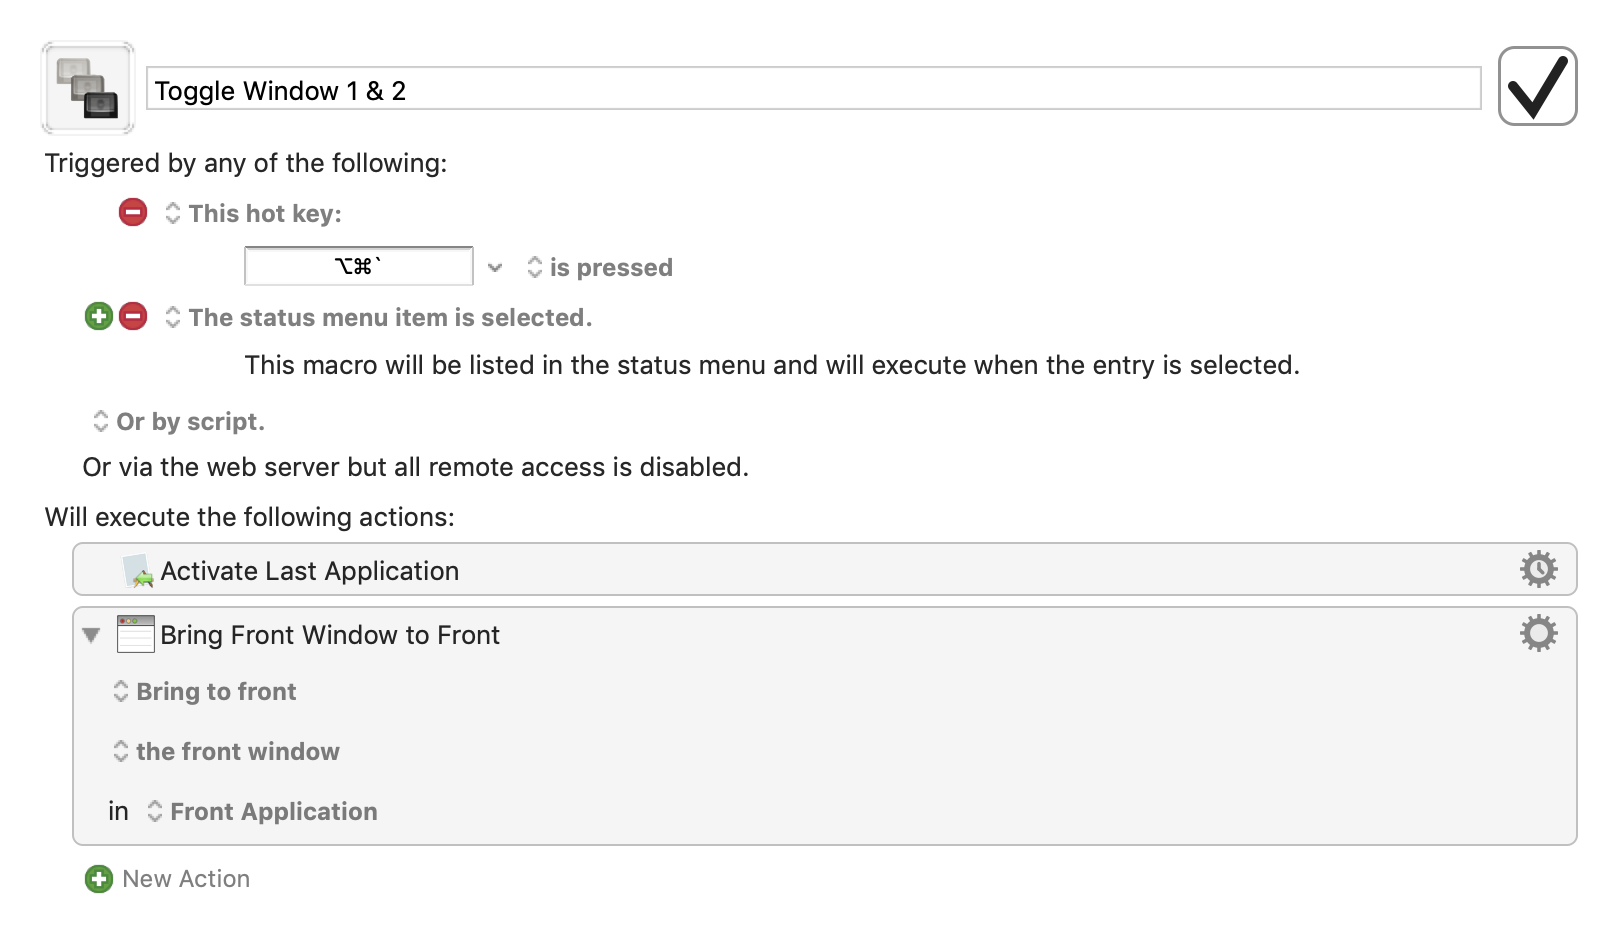 Toggle Window 1 & 2
Triggered by any of the following:
This hot key:
⌥⌘`
is pressed
The status menu item is selected.
This macro will be listed in the status menu and will execute when the entry is selected.
Or by script.
Or via the web server but all remote access is disabled.
Will execute the following actions:
Activate Last Application
Bring Front Window to Front
Bring to front
the front window
in Front Application
New Action